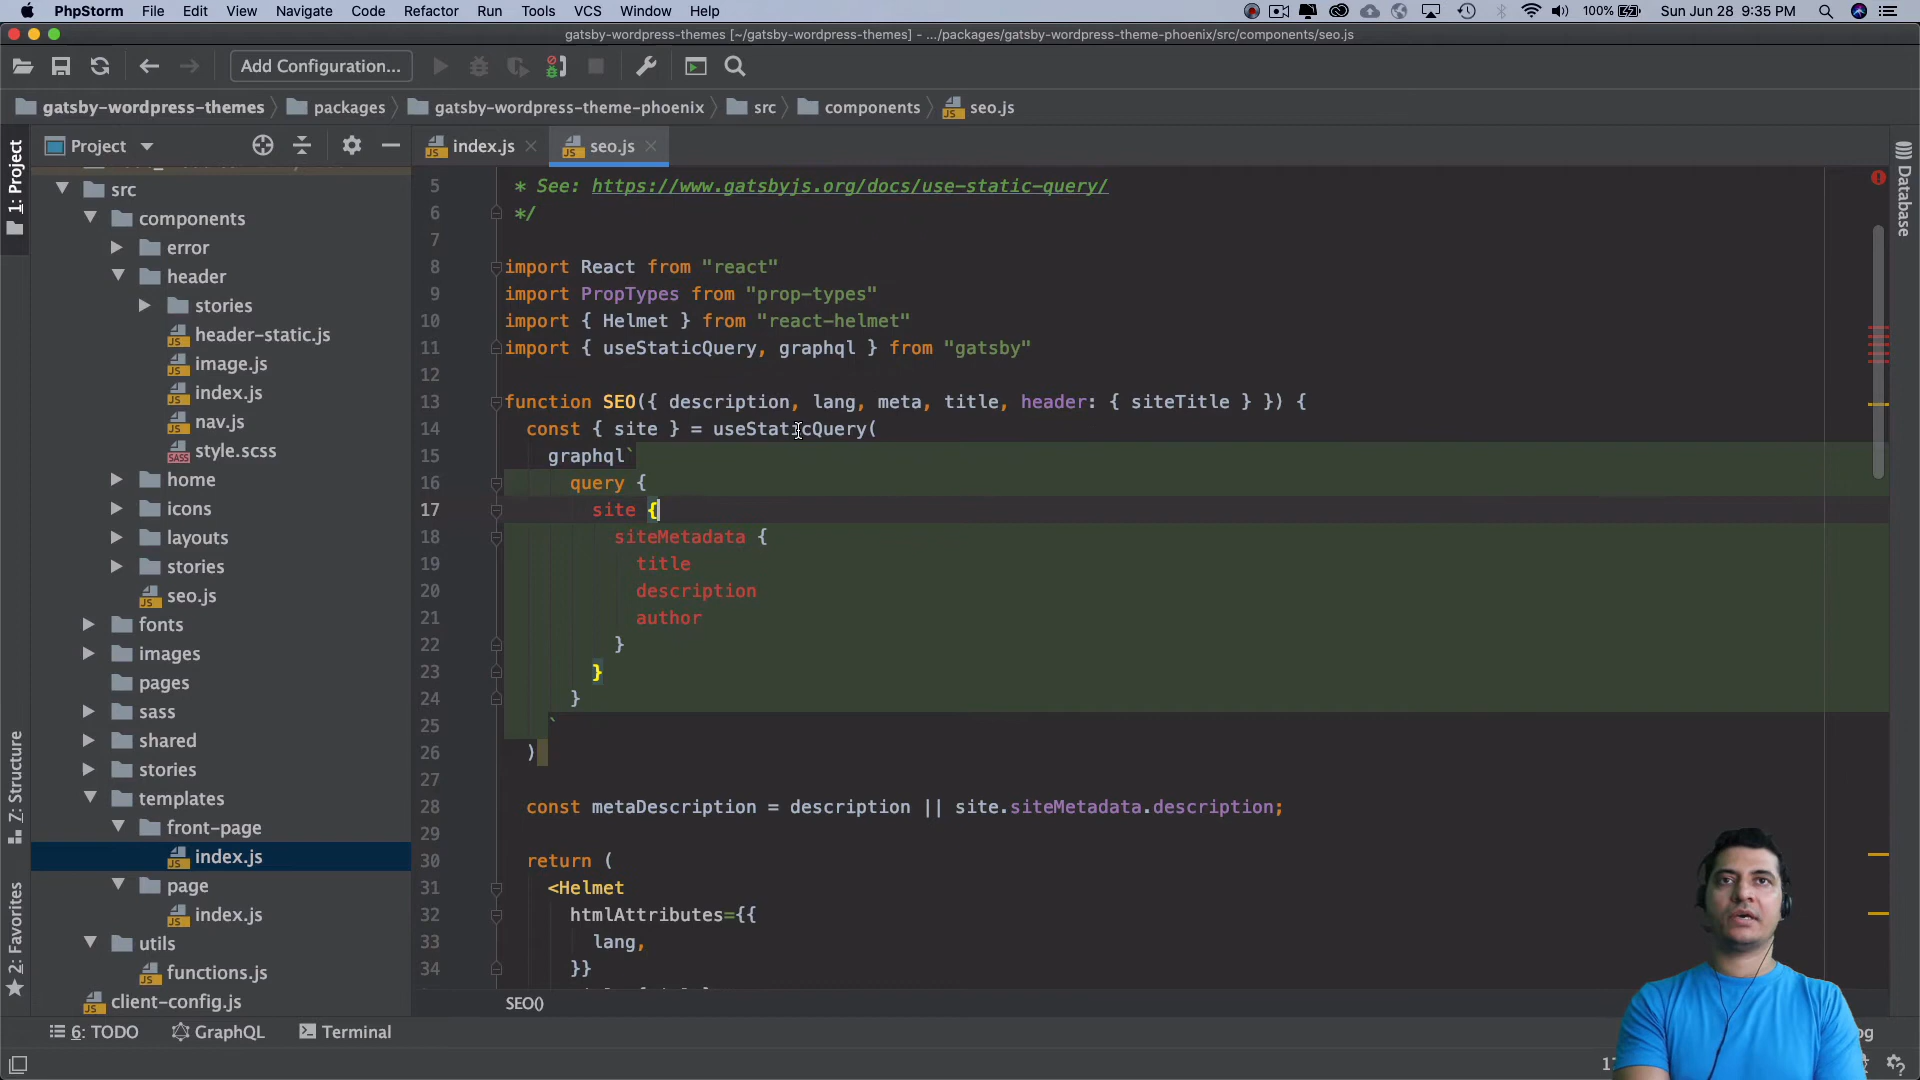 PhpStorm File Edit View Navigate Code Refactor Run Tools VCS Window Help 100% Sun Jun 28 9:35 PM
gatsby-wordpress-themes [~/gatsby-wordpress-themes] - .../packages/gatsby-wordpress-theme-phoenix/src/components/seo.js
Add Configuration...
gatsby-wordpress-themes packages gatsby-wordpress-theme-phoenix src components seo.js
1: Project
Z: Structure
2: Favorites
Project
src
components
error
header
stories
header-static.js
image.js
index.js
nav.js
style.scss
home
icons
layouts
stories
seo.js
fonts
images
pages
sass
shared
stories
templates
front-page
index.js
page
index.js
utils
functions.js
client-config.js
index.js seo.js
5 * See: https://www.gatsbyjs.org/docs/use-static-query/
6 */
7
8 import React from "react"
9 import PropTypes from "prop-types"
10 import { Helmet } from "react-helmet"
11 import { useStaticQuery, graphql } from "gatsby"
12
13 function SEO({ description, lang, meta, title, header: { siteTitle } }) {
14 const { site } = useStaticQuery(
15 graphql`
16 query {
17 site {
18 siteMetadata {
19 title
20 description
21 author
22 }
23 }
24 }
25 `
26 )
27
28 const metaDescription = description || site.siteMetadata.description;
29
30 return (
31 <Helmet
32 htmlAttributes={{
33 lang,
34 }}
SEO()
Database
6: TODO GraphQL Terminal